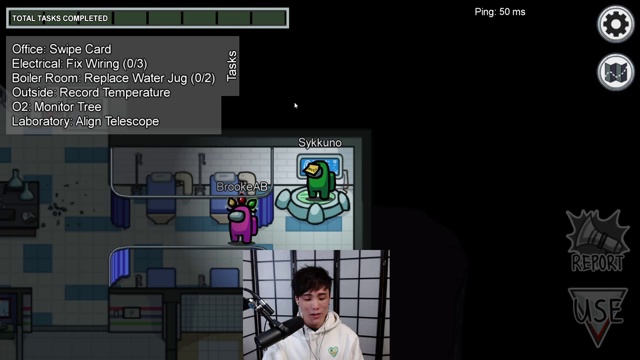 TOTAL TASKS COMPLETED
Ping: 50 ms
Office: Swipe Card
Electrical: Fix Wiring (0/3)
Boiler Room: Replace Water Jug (0/2)
Outside: Record Temperature
O2: Monitor Tree
Laboratory: Align Telescope
Tasks
Sykkuno
BrookeAB
REPORT
USE